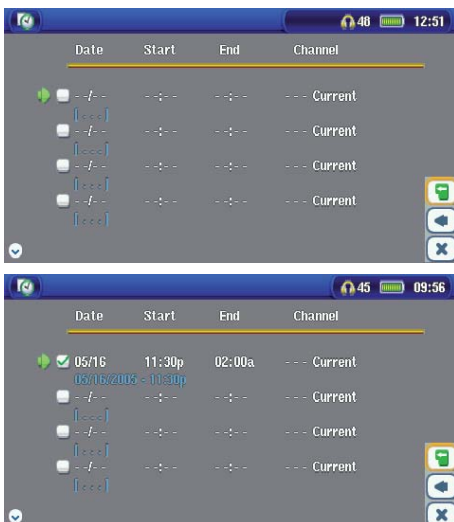 48 12:51
Date Start End Channel
--/-- --:-- --:-- --- Current
[...]
--/-- --:-- --:-- --- Current
[...]
--/-- --:-- --:-- --- Current
[...]
--/-- --:-- --:-- --- Current
[...]
45 09:56
Date Start End Channel
05/16 11:30p 02:00a --- Current
05/16/2005 - 11:30p
--/-- --:-- --:-- --- Current
[...]
--/-- --:-- --:-- --- Current
[...]
--/-- --:-- --:-- --- Current
[...]